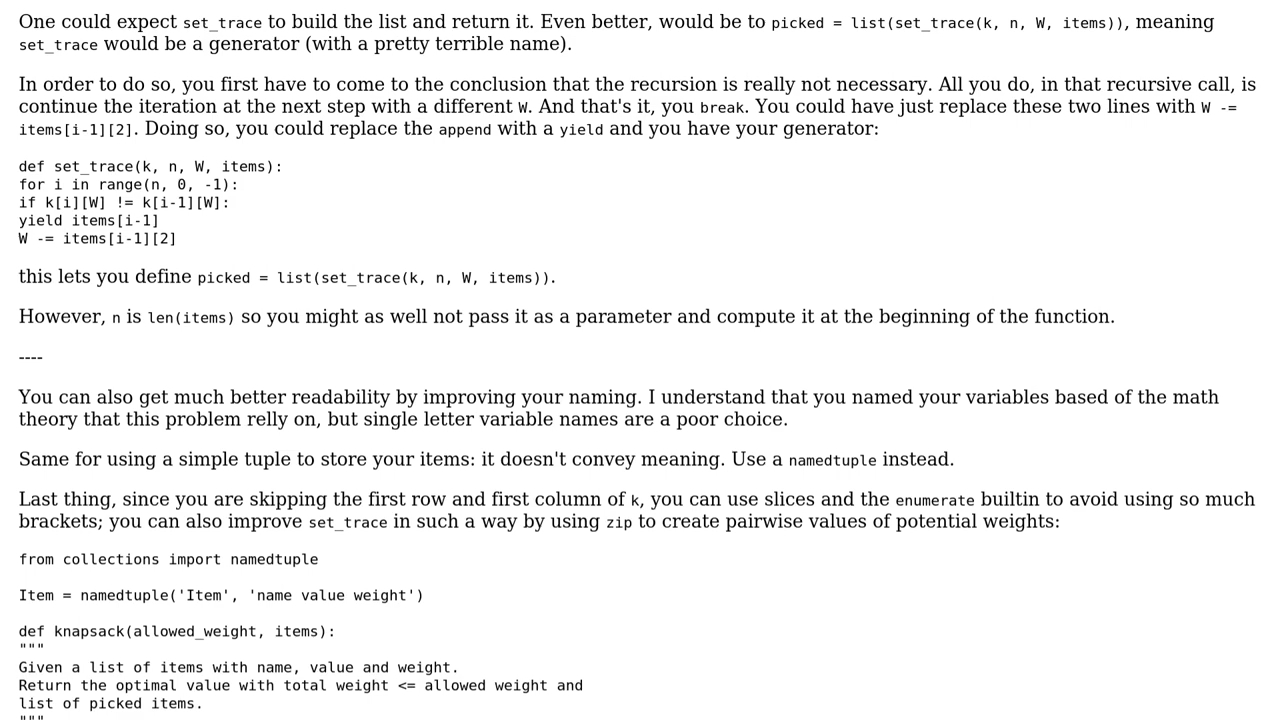 One could expect set_trace to build the list and return it. Even better, would be to picked = list(set_trace(k, n, W, items)), meaning
set_trace would be a generator (with a pretty terrible name).
In order to do so, you first have to come to the conclusion that the recursion is really not necessary. All you do, in that recursive call, is
continue the iteration at the next step with a different W. And that's it, you break. You could have just replace these two lines with W -=
items[i-1][2]. Doing so, you could replace the append with a yield and you have your generator:
def set_trace(k, n, W, items):
for i in range(n, 0, -1):
if k[i][W] != k[i-1][W]:
yield items[i-1]
W -= items[i-1][2]
this lets you define picked = list(set_trace(k, n, W, items)).
However, n is len(items) so you might as well not pass it as a parameter and compute it at the beginning of the function.
----
You can also get much better readability by improving your naming. I understand that you named your variables based of the math
theory that this problem relly on, but single letter variable names are a poor choice.
Same for using a simple tuple to store your items: it doesn't convey meaning. Use a namedtuple instead.
Last thing, since you are skipping the first row and first column of k, you can use slices and the enumerate builtin to avoid using so much
brackets; you can also improve set_trace in such a way by using zip to create pairwise values of potential weights:
from collections import namedtuple
Item = namedtuple('Item', 'name value weight')
def knapsack(allowed_weight, items):
"""
Given a list of items with name, value and weight.
Return the optimal value with total weight <= allowed weight and
list of picked items.
"""